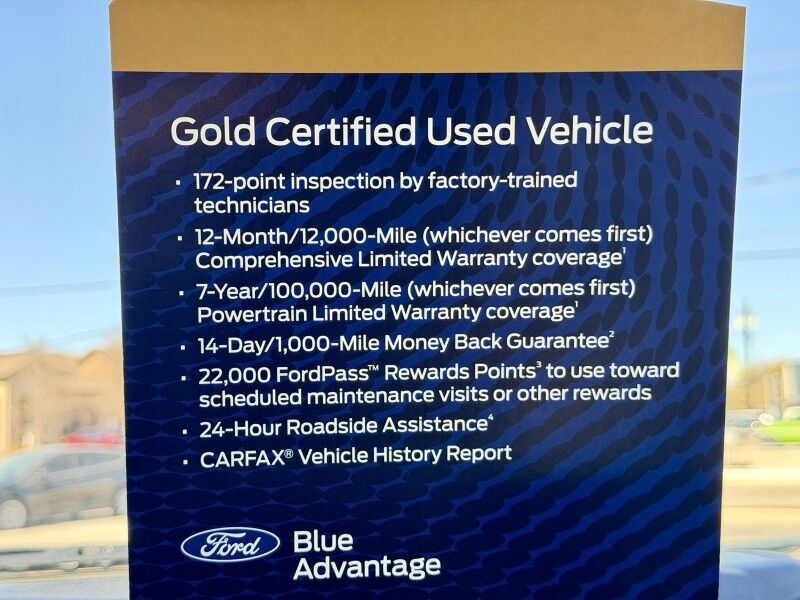 Gold Certified Used Vehicle
· 172-point inspection by factory-trained
technicians
· 12-Month/12,000-Mile (whichever comes first)
Comprehensive Limited Warranty coverage¹
· 7-Year/100,000-Mile (whichever comes first)
Powertrain Limited Warranty coverage¹
· 14-Day/1,000-Mile Money Back Guarantee²
· 22,000 FordPass™ Rewards Points³ to use toward
scheduled maintenance visits or other rewards
· 24-Hour Roadside Assistance⁴
· CARFAX® Vehicle History Report
Ford Blue
Advantage